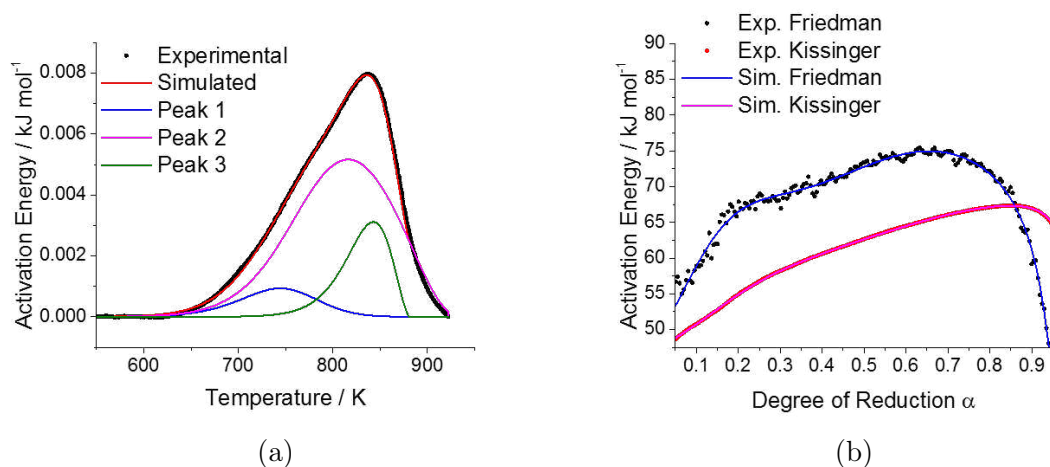 Experimental
Simulated
Peak 1
Peak 2
Peak 3
0.008
0.006
0.004
0.002
0.000
600
700
800
900
Activation Energy / kJ mol⁻¹
Temperature / K
(a)
Exp. Friedman
Exp. Kissinger
Sim. Friedman
Sim. Kissinger
90
85
80
75
70
65
60
55
50
0.1 0.2 0.3 0.4 0.5 0.6 0.7 0.8 0.9
Activation Energy / kJ mol⁻¹
Degree of Reduction α
(b)